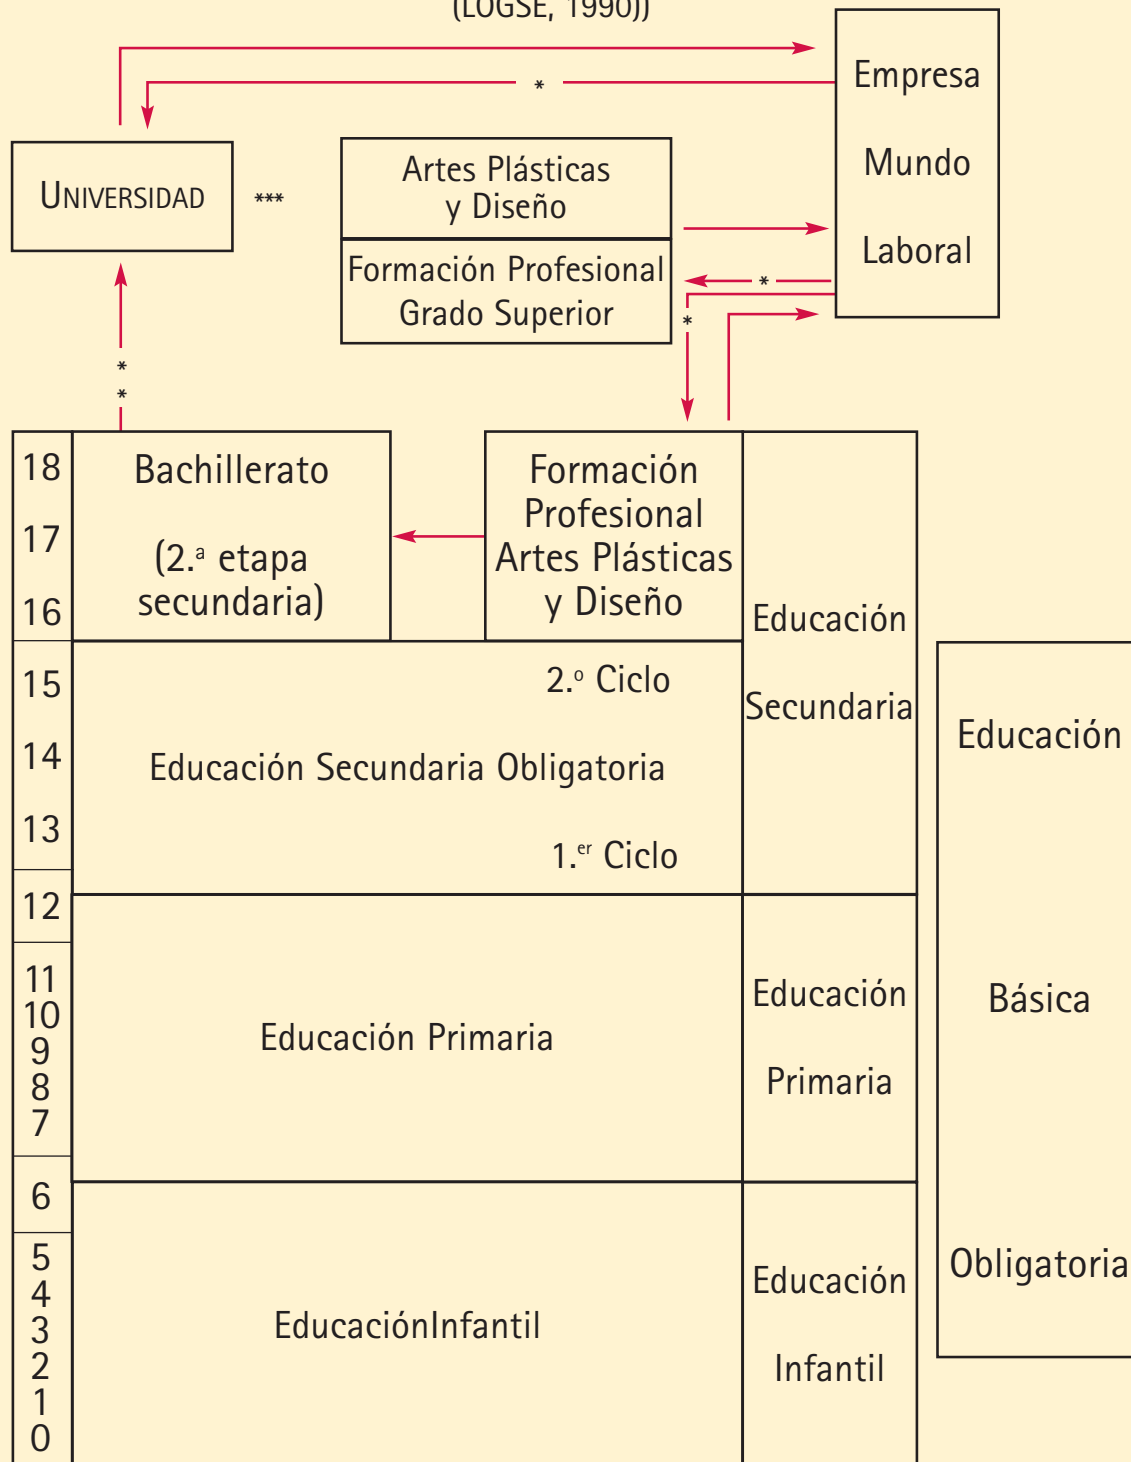 (LOGSE, 1990))
Empresa
Mundo
Laboral
*
UNIVERSIDAD
***
Artes Plásticas
y Diseño
Formación Profesional
Grado Superior
*
*
*
*
18
17
16
Bachillerato
(2.ª etapa
secundaria)
Formación
Profesional
Artes Plásticas
y Diseño
Educación
Secundaria
15
14
13
2.º Ciclo
Educación Secundaria Obligatoria
1.er Ciclo
12
11
10
9
8
7
Educación Primaria
Educación
Primaria
6
5
4
3
2
1
0
EducaciónInfantil
Educación
Infantil
Educación
Básica
Obligatoria